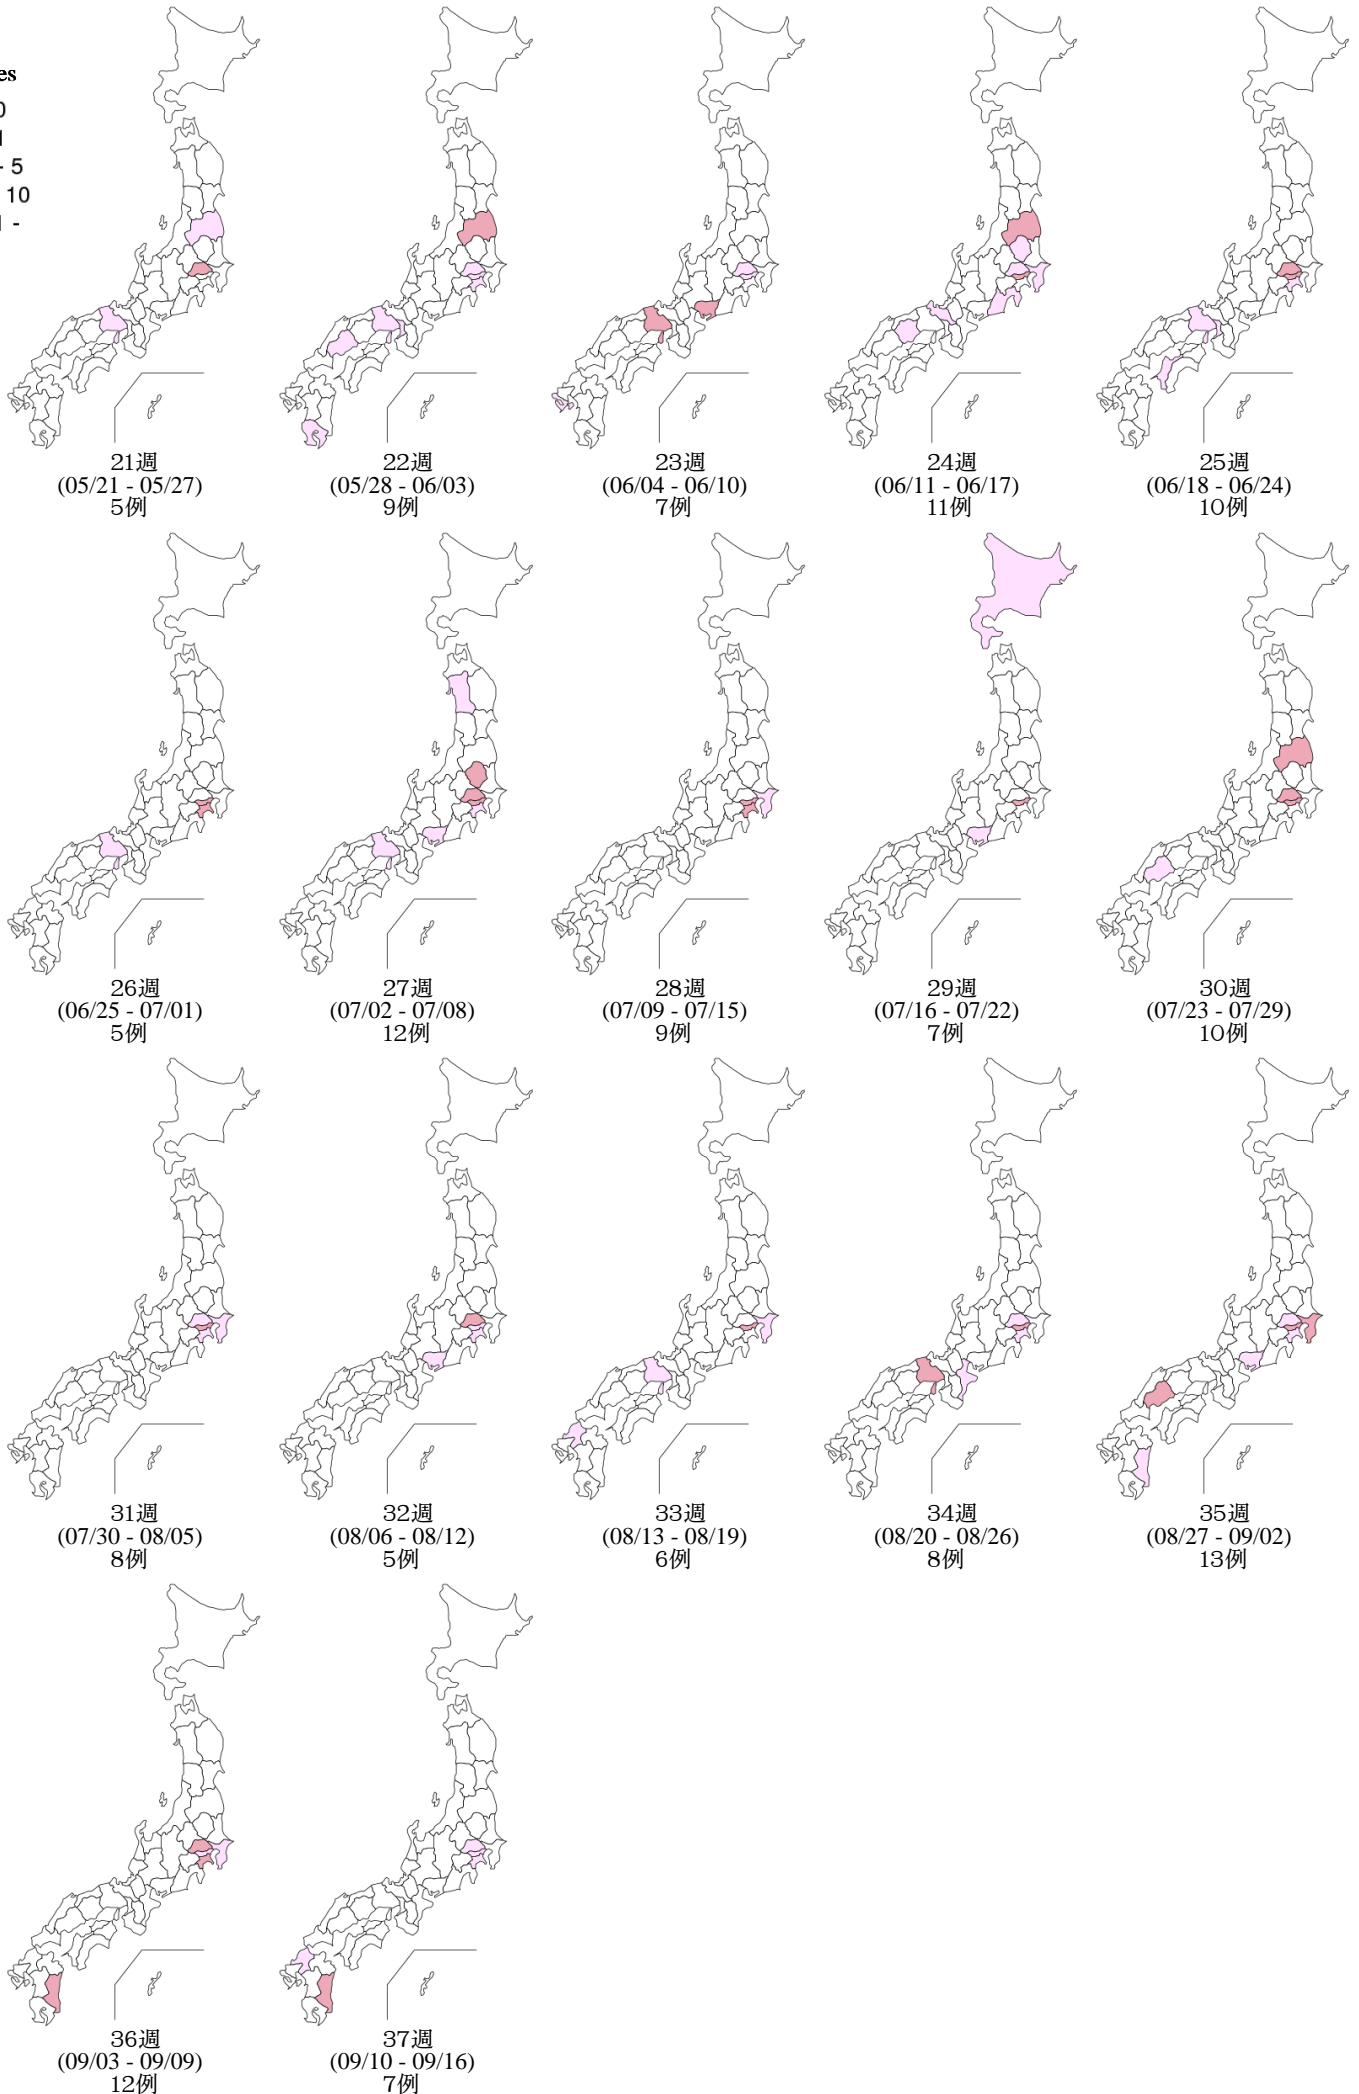 es
0
1
- 5
10
1 -
21週
(05/21 - 05/27)
5例
22週
(05/28 - 06/03)
9例
23週
(06/04 - 06/10)
7例
24週
(06/11 - 06/17)
11例
25週
(06/18 - 06/24)
10例
26週
(06/25 - 07/01)
5例
27週
(07/02 - 07/08)
12例
28週
(07/09 - 07/15)
9例
29週
(07/16 - 07/22)
7例
30週
(07/23 - 07/29)
10例
31週
(07/30 - 08/05)
8例
32週
(08/06 - 08/12)
5例
33週
(08/13 - 08/19)
6例
34週
(08/20 - 08/26)
8例
35週
(08/27 - 09/02)
13例
36週
(09/03 - 09/09)
12例
37週
(09/10 - 09/16)
7例